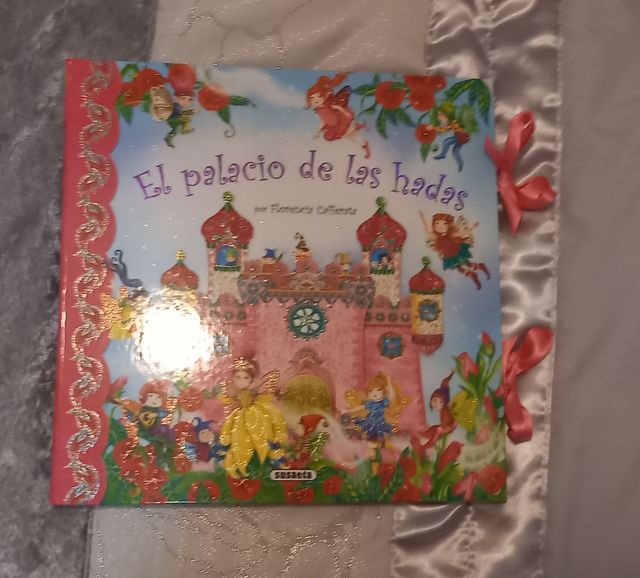 El palacio de las hadas
por Florencia Cafferata
susaeta